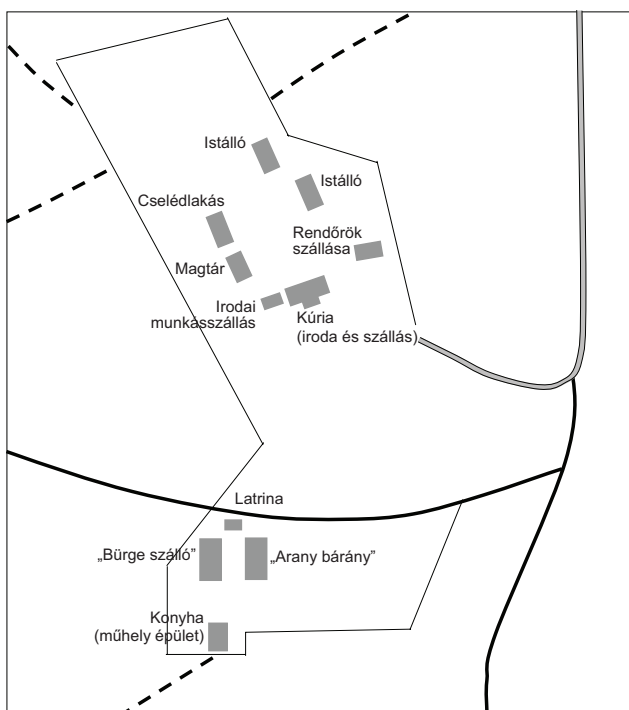 Istálló
Istálló
Cselédlakás
Rendőrök
szállása
Magtár
Irodai
munkásszállás
Kúria
(iroda és szállás)
Latrina
„Bürge szálló”
„Arany bárány”
Konyha
(műhely épület)